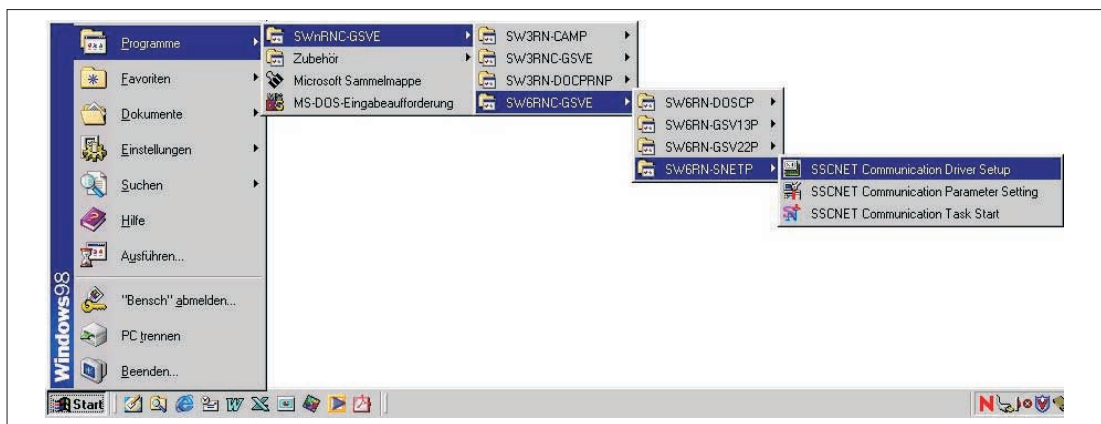 Programme
Favoriten
Dokumente
Einstellungen
Suchen
Hilfe
Ausführen...
"Bensch" abmelden...
PC trennen
Beenden...
Windows98
SWnRNC-GSVE
Zubehör
Microsoft Sammelmappe
MS-DOS-Eingabeaufforderung
SW3RN-CAMP
SW3RNC-GSVE
SW3RN-DOCPRNP
SW6RNC-GSVE
SW6RN-DOSCP
SW6RN-GSV13P
SW6RN-GSV22P
SW6RN-SNETP
SSCNET Communication Driver Setup
SSCNET Communication Parameter Setting
SSCNET Communication Task Start
Start